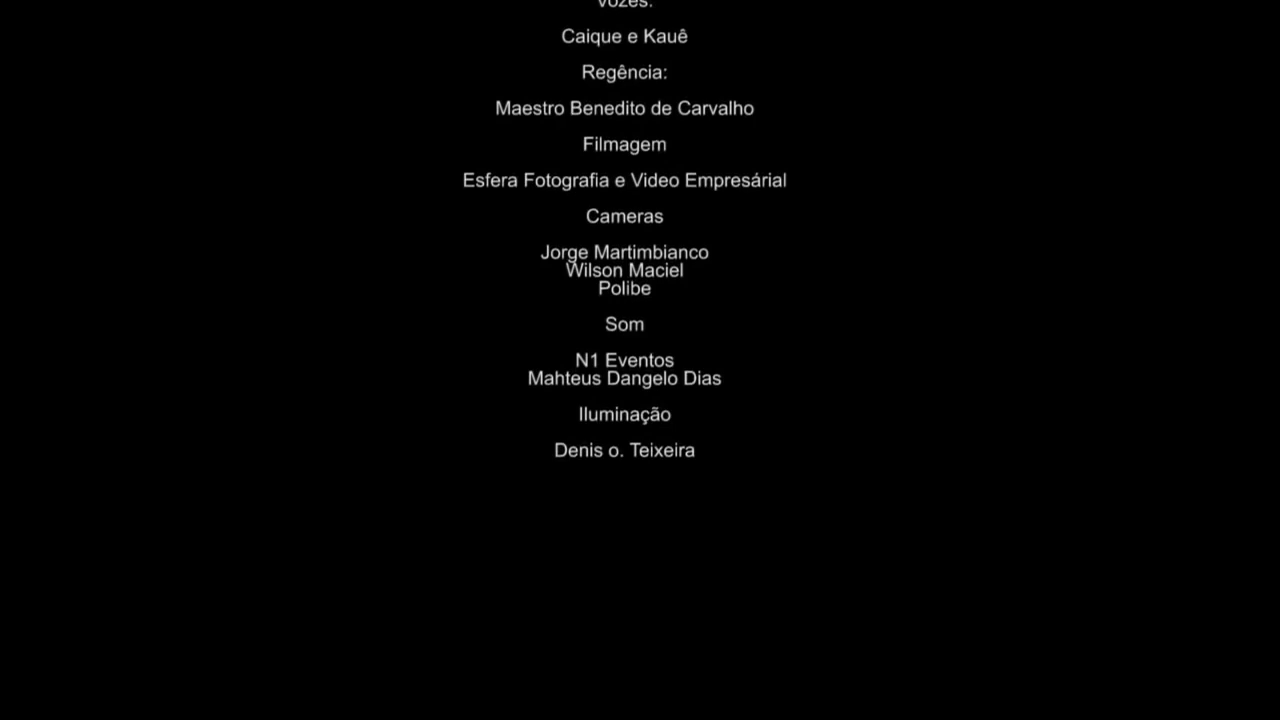 Vozes:
Caique e Kauê
Regência:
Maestro Benedito de Carvalho
Filmagem
Esfera Fotografia e Video Empresárial
Cameras
Jorge Martimbianco
Wilson Maciel
Polibe
Som
N1 Eventos
Mahteus Dangelo Dias
Iluminação
Denis o. Teixeira